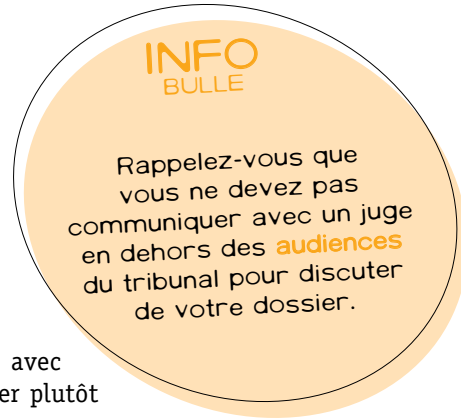 INFO
BULLE
Rappelez-vous que
vous ne devez pas
communiquer avec un juge
en dehors des audiences
du tribunal pour discuter
de votre dossier.
avec
er plutôt